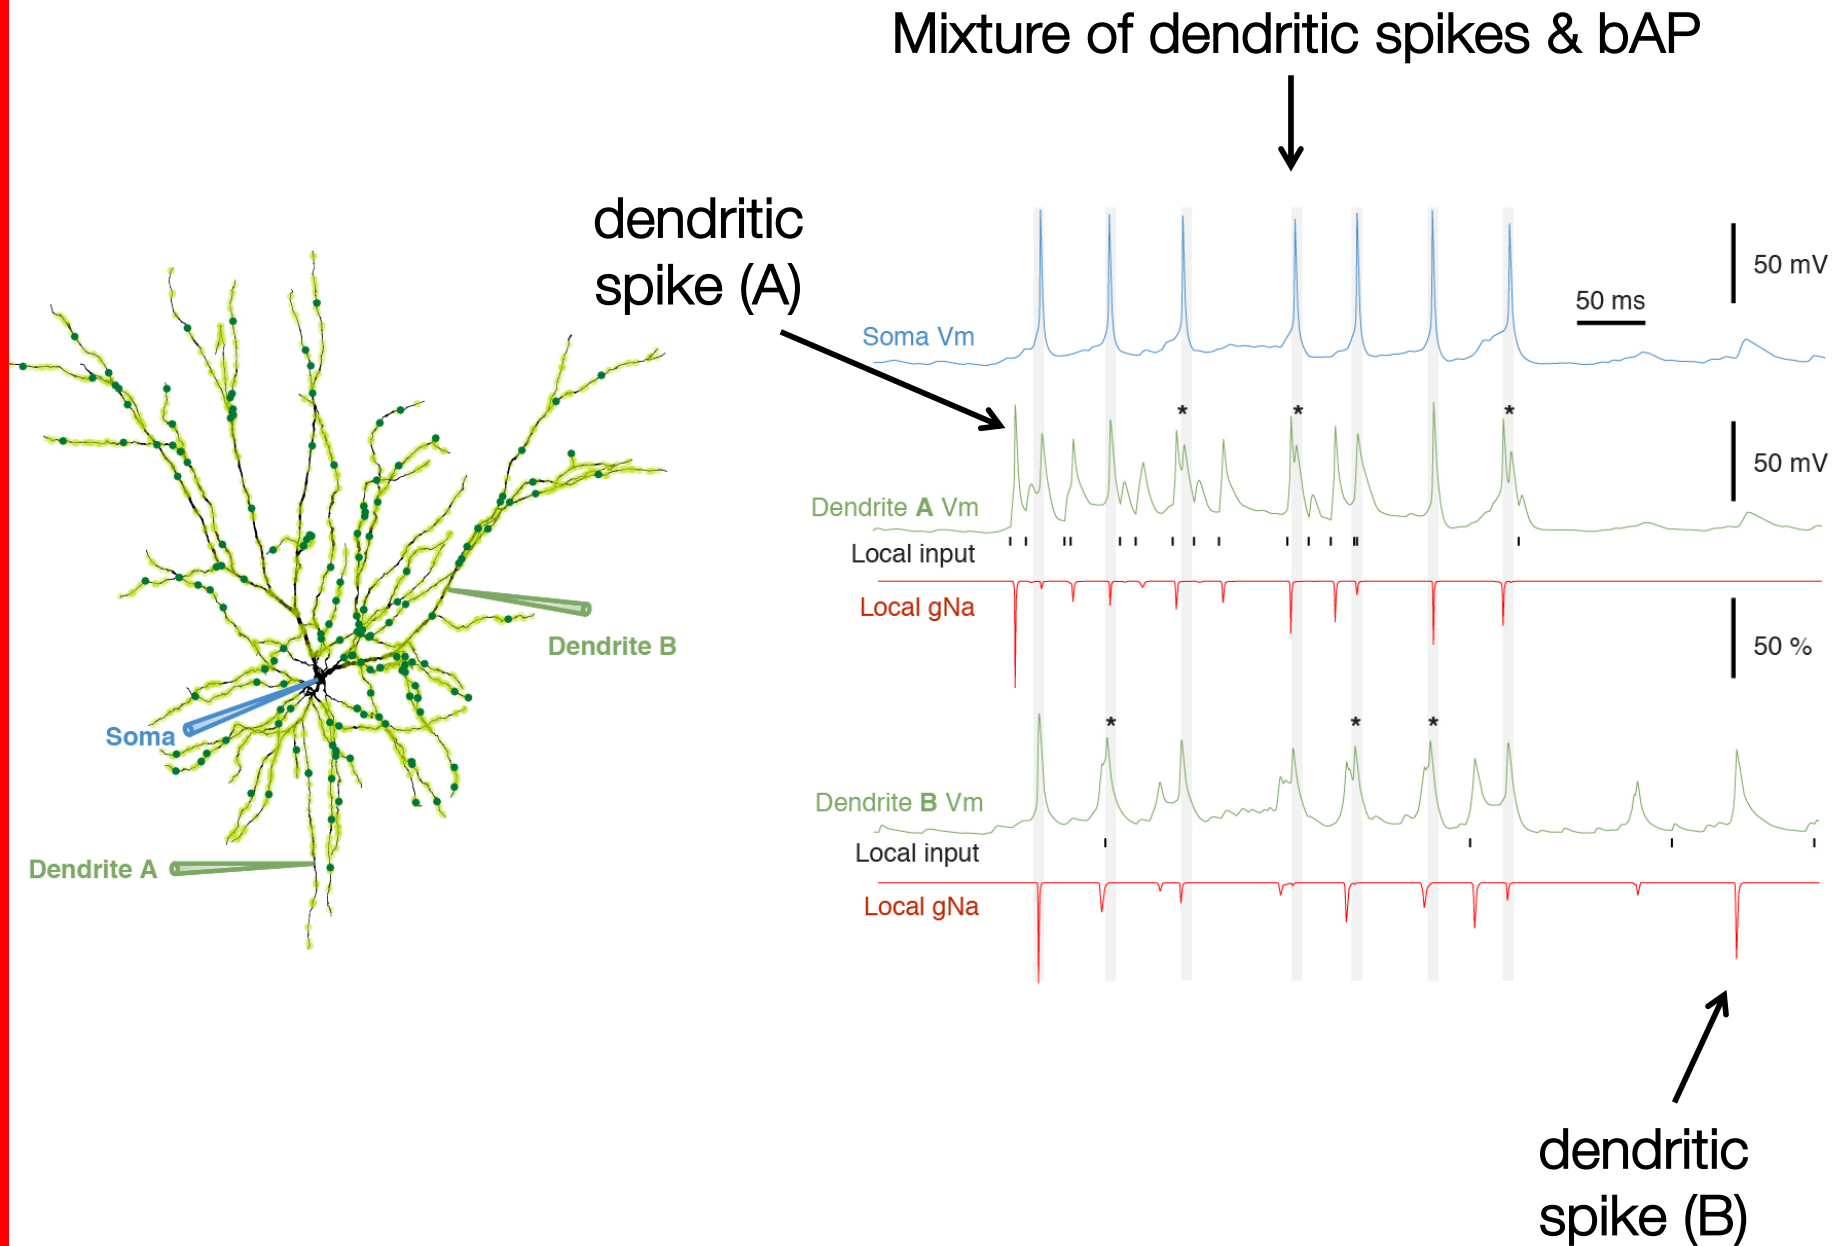 Mixture of dendritic spikes & bAP
dendritic
spike (A)
50 mV
50 ms
Soma Vm
* * *
50 mV
Dendrite A Vm
Local input
Local gNa
50 %
* * *
Dendrite B Vm
Local input
Local gNa
Dendrite B
Soma
Dendrite A
dendritic
spike (B)